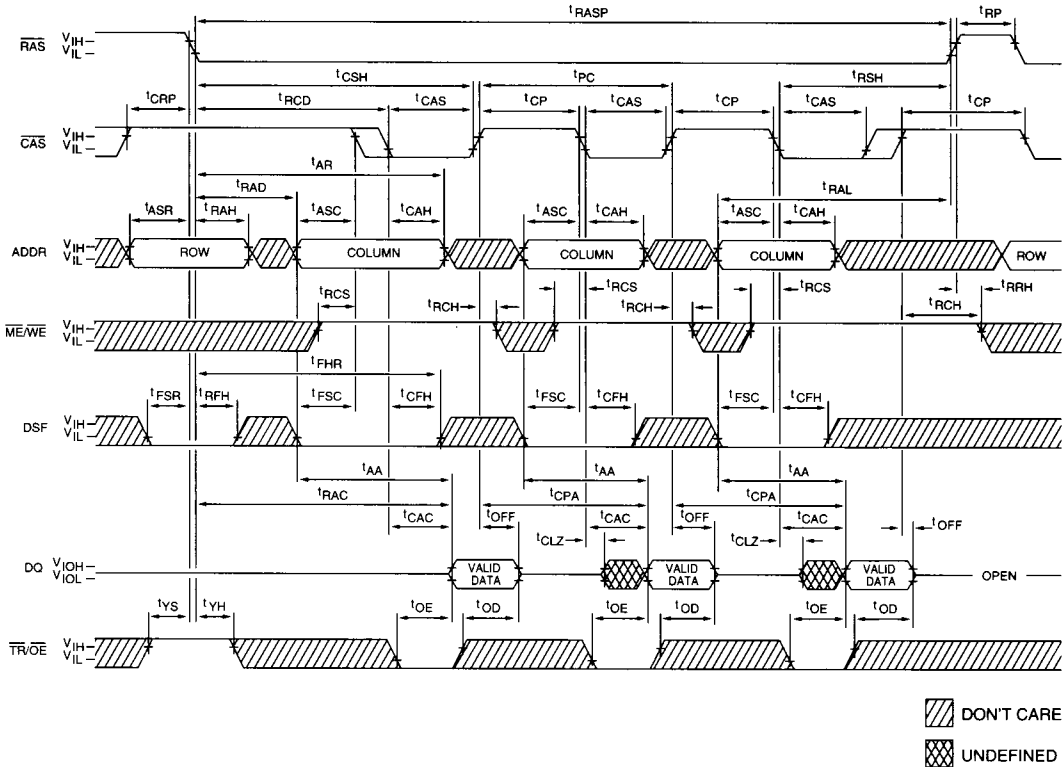 tRASP tRP
RAS VIH VIL
tCSH tPC tRSH
tCRP tRCD tCAS tCP tCAS tCP tCAS tCP
CAS VIH VIL
tAR
tRAD tRAL
tASR tRAH tASC tCAH tASC tCAH tASC tCAH
ADDR VIH VIL ROW COLUMN COLUMN COLUMN ROW
tRCS tRCH tRCS tRCH tRCS tRCH tRRH
ME/WE VIH VIL
tFHR
tFSR tRFH tFSC tCFH tFSC tCFH tFSC tCFH
DSF VIH VIL
tAA tAA tAA
tRAC tCPA tCPA
tCAC tOFF tCLZ tCAC tOFF tCLZ tCAC tOFF
DQ VIOH VIOL VALID DATA VALID DATA VALID DATA OPEN
tYS tYH tOE tOD tOE tOD tOE tOD
TR/OE VIH VIL
DON'T CARE
UNDEFINED